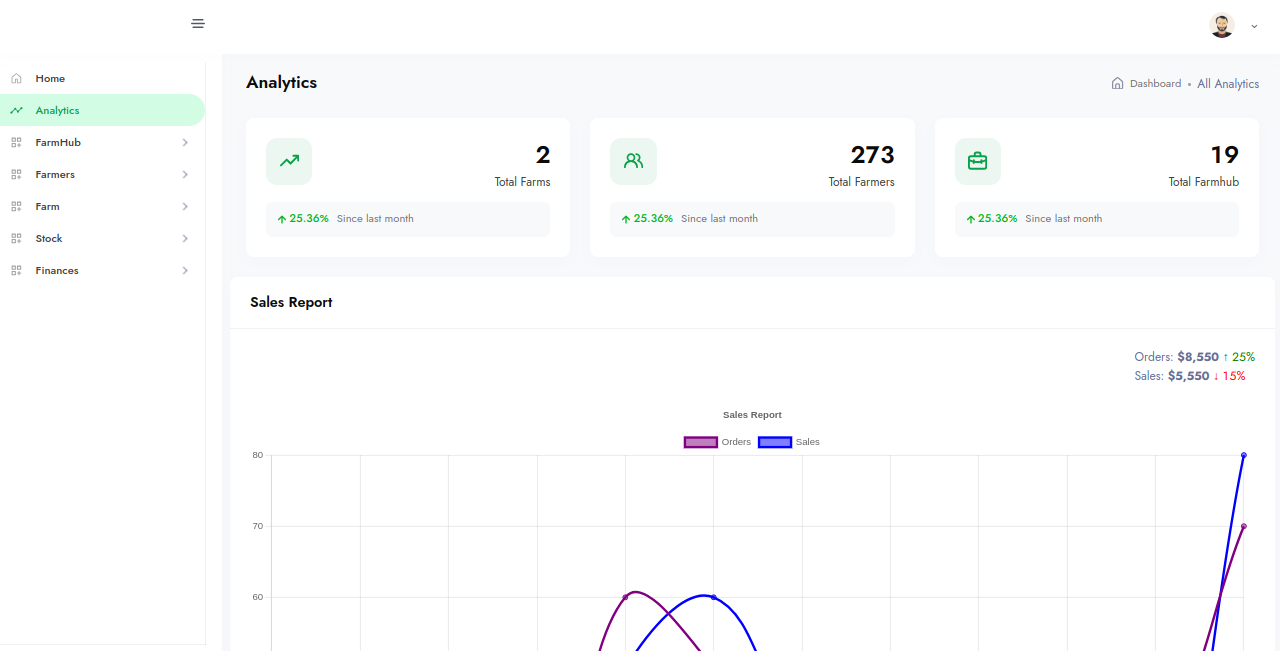 Home
Analytics
FarmHub
Farmers
Farm
Stock
Finances
Analytics
Dashboard • All Analytics
2
Total Farms
↑ 25.36% Since last month
273
Total Farmers
↑ 25.36% Since last month
19
Total Farmhub
↑ 25.36% Since last month
Sales Report
Orders: $8,550 ↑ 25%
Sales: $5,550 ↓ 15%
Sales Report
Orders Sales
80
70
60